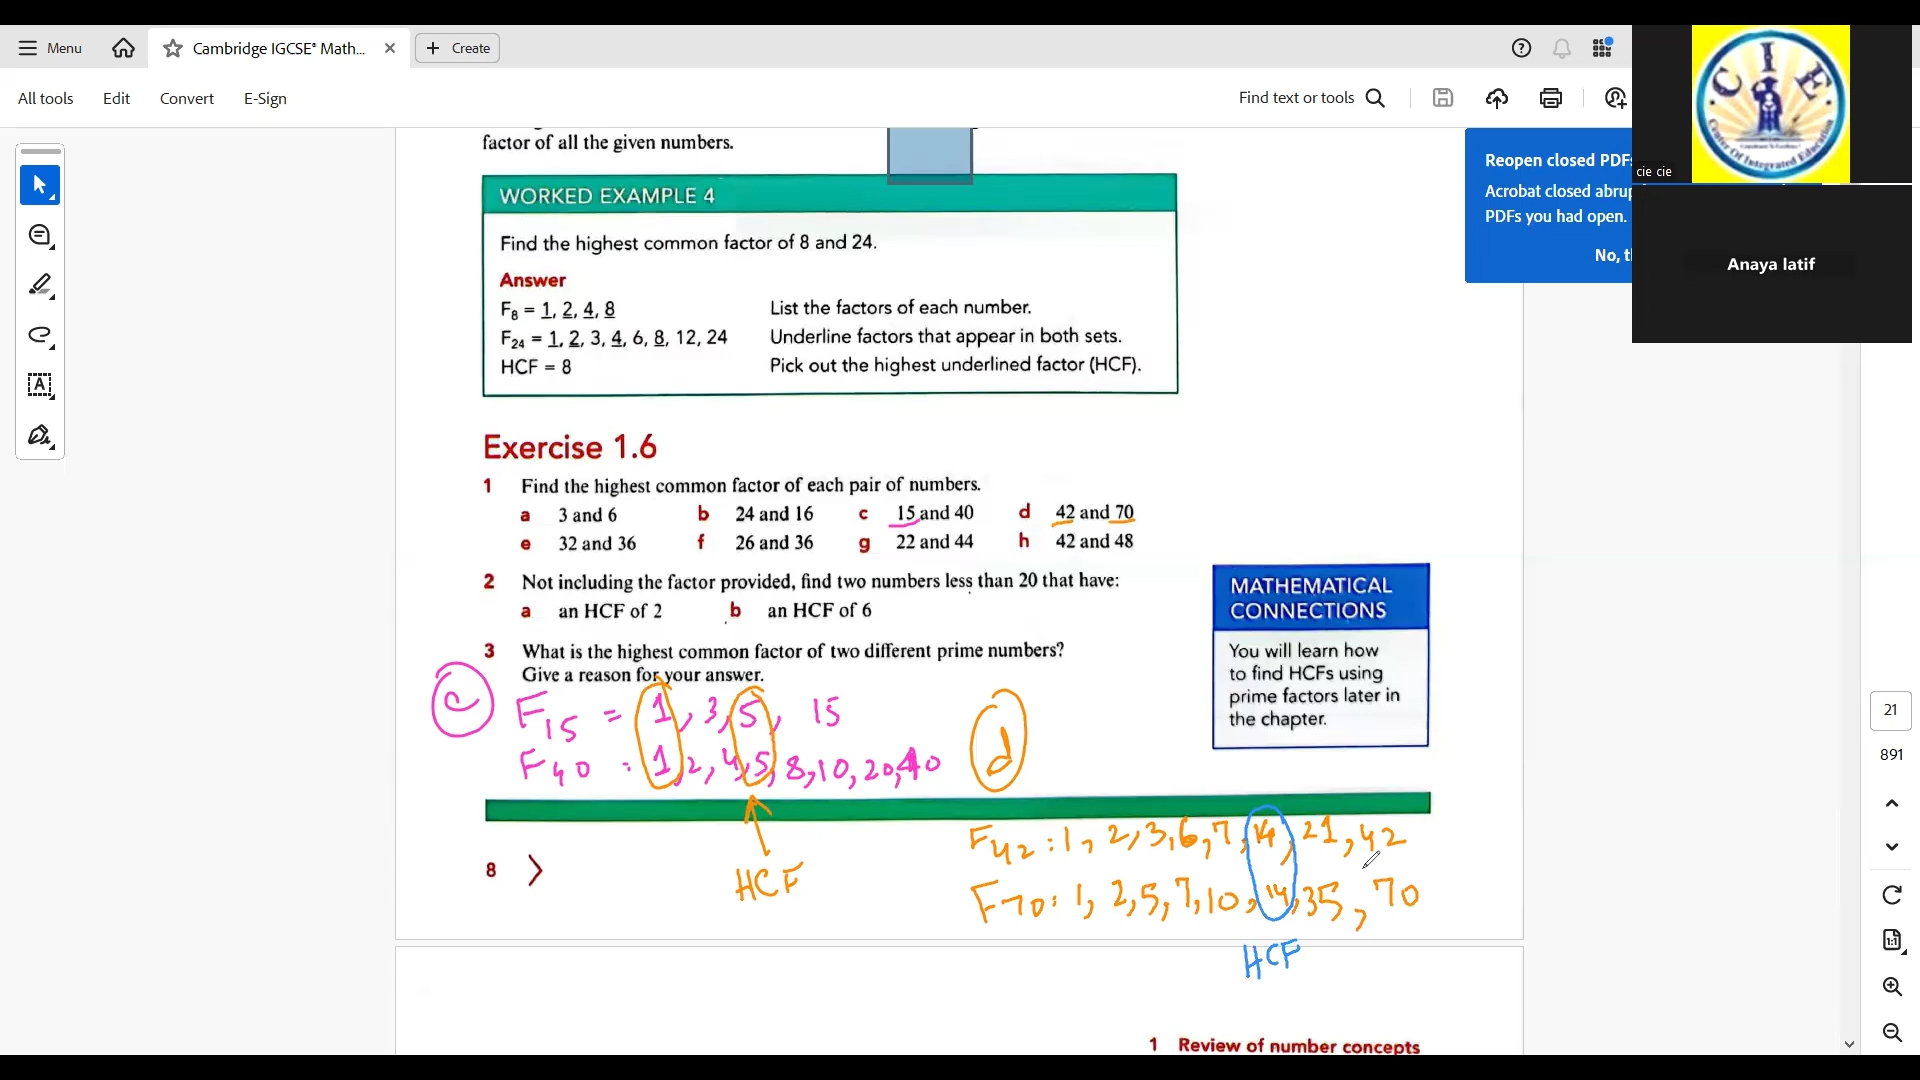 Menu
Cambridge IGCSE® Math...
Create
All tools
Edit
Convert
E-Sign
Find text or tools
Reopen closed PDFs
Acrobat closed abru
PDFs you had open.
No, t
C I E
Center Of Integrated Education
cie cie
Anaya latif
factor of all the given numbers.
WORKED EXAMPLE 4
Find the highest common factor of 8 and 24.
Answer
F8 = 1, 2, 4, 8 List the factors of each number.
F24 = 1, 2, 3, 4, 6, 8, 12, 24 Underline factors that appear in both sets.
HCF = 8 Pick out the highest underlined factor (HCF).
Exercise 1.6
1 Find the highest common factor of each pair of numbers.
a 3 and 6 b 24 and 16 c 15 and 40 d 42 and 70
e 32 and 36 f 26 and 36 g 22 and 44 h 42 and 48
2 Not including the factor provided, find two numbers less than 20 that have:
a an HCF of 2 b an HCF of 6
3 What is the highest common factor of two different prime numbers?
Give a reason for your answer.
MATHEMATICAL
CONNECTIONS
You will learn how
to find HCFs using
prime factors later in
the chapter.
c F15 = 1, 3, 5, 15
F40 : 1, 2, 4, 5, 8, 10, 20, 40
HCF
d
F42 : 1, 2, 3, 6, 7, 14, 21, 42
F70 : 1, 2, 5, 7, 10, 14, 35, 70
HCF
8
1 Review of number concepts
21
891
1:1